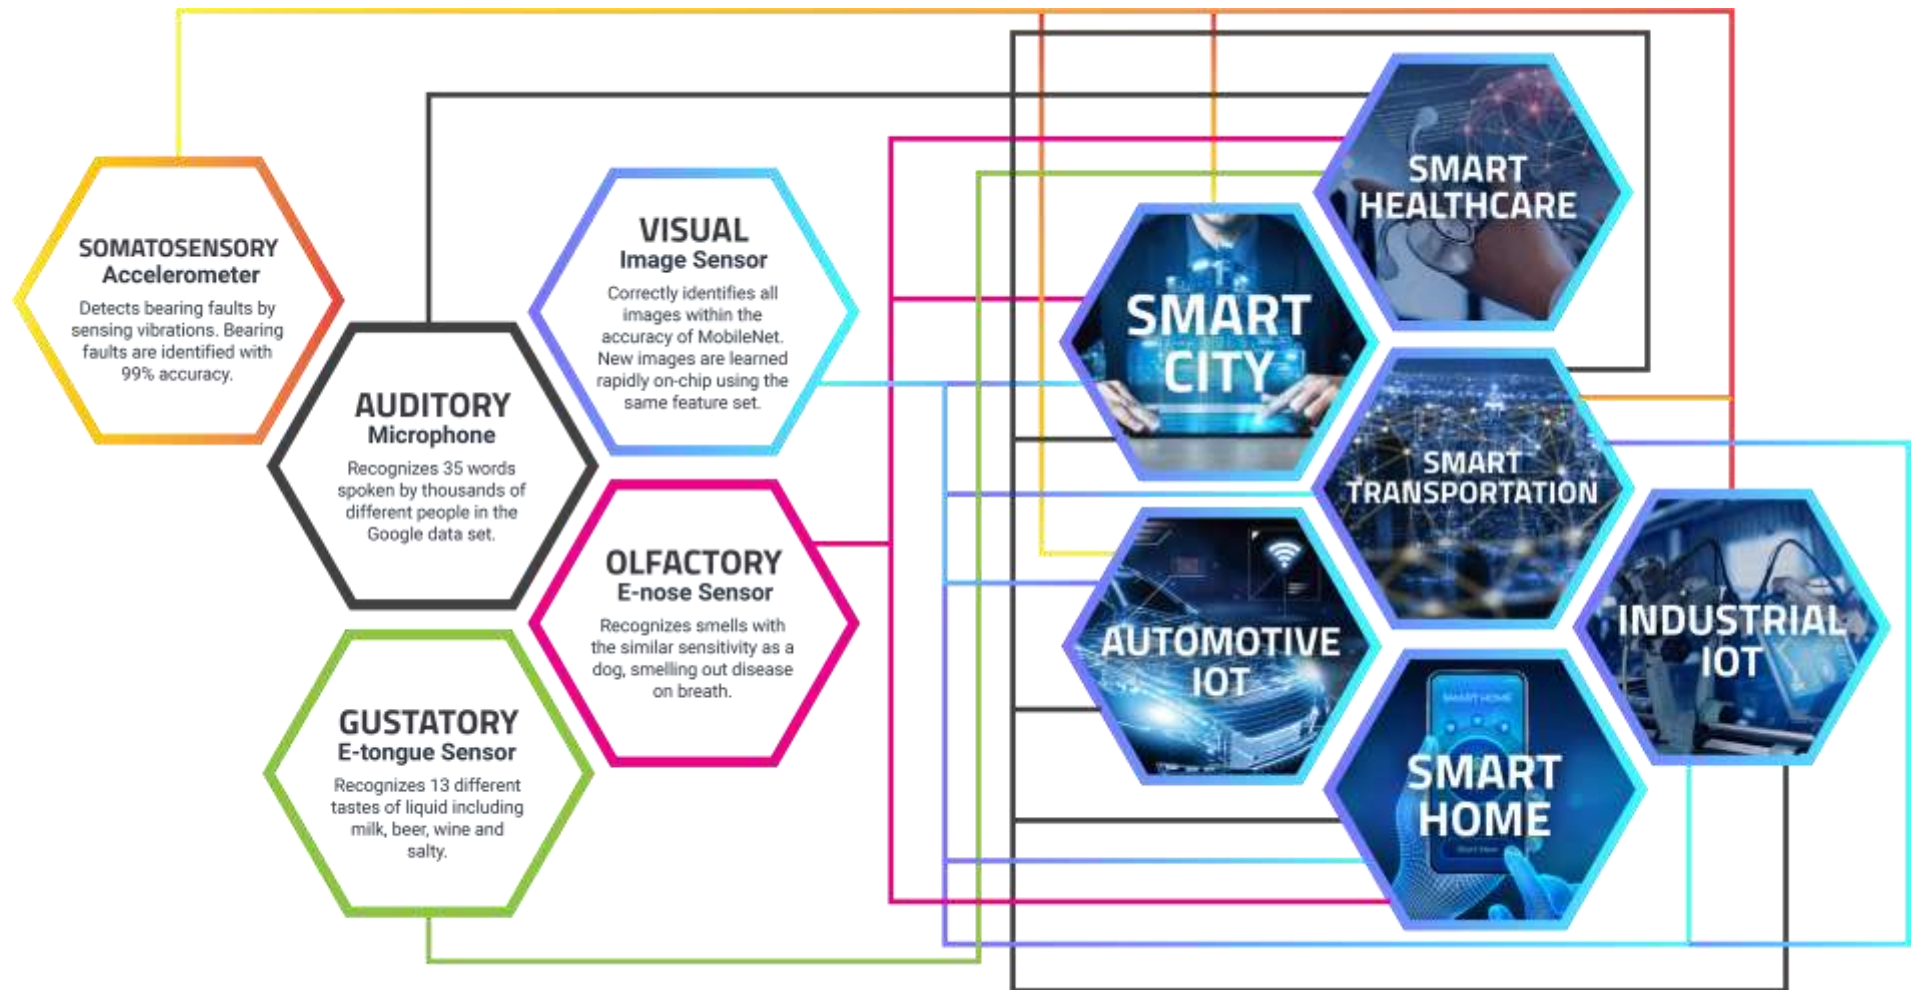 SOMATOSENSORY
Accelerometer
Detects bearing faults by
sensing vibrations. Bearing
faults are identified with
99% accuracy.
AUDITORY
Microphone
Recognizes 35 words
spoken by thousands of
different people in the
Google data set.
VISUAL
Image Sensor
Correctly identifies all
images within the
accuracy of MobileNet.
New images are learned
rapidly on-chip using the
same feature set.
OLFACTORY
E-nose Sensor
Recognizes smells with
the similar sensitivity as a
dog, smelling out disease
on breath.
GUSTATORY
E-tongue Sensor
Recognizes 13 different
tastes of liquid including
milk, beer, wine and
salty.
SMART
HEALTHCARE
SMART
CITY
SMART
TRANSPORTATION
AUTOMOTIVE
IOT
INDUSTRIAL
IOT
SMART HOME
SMART
HOME